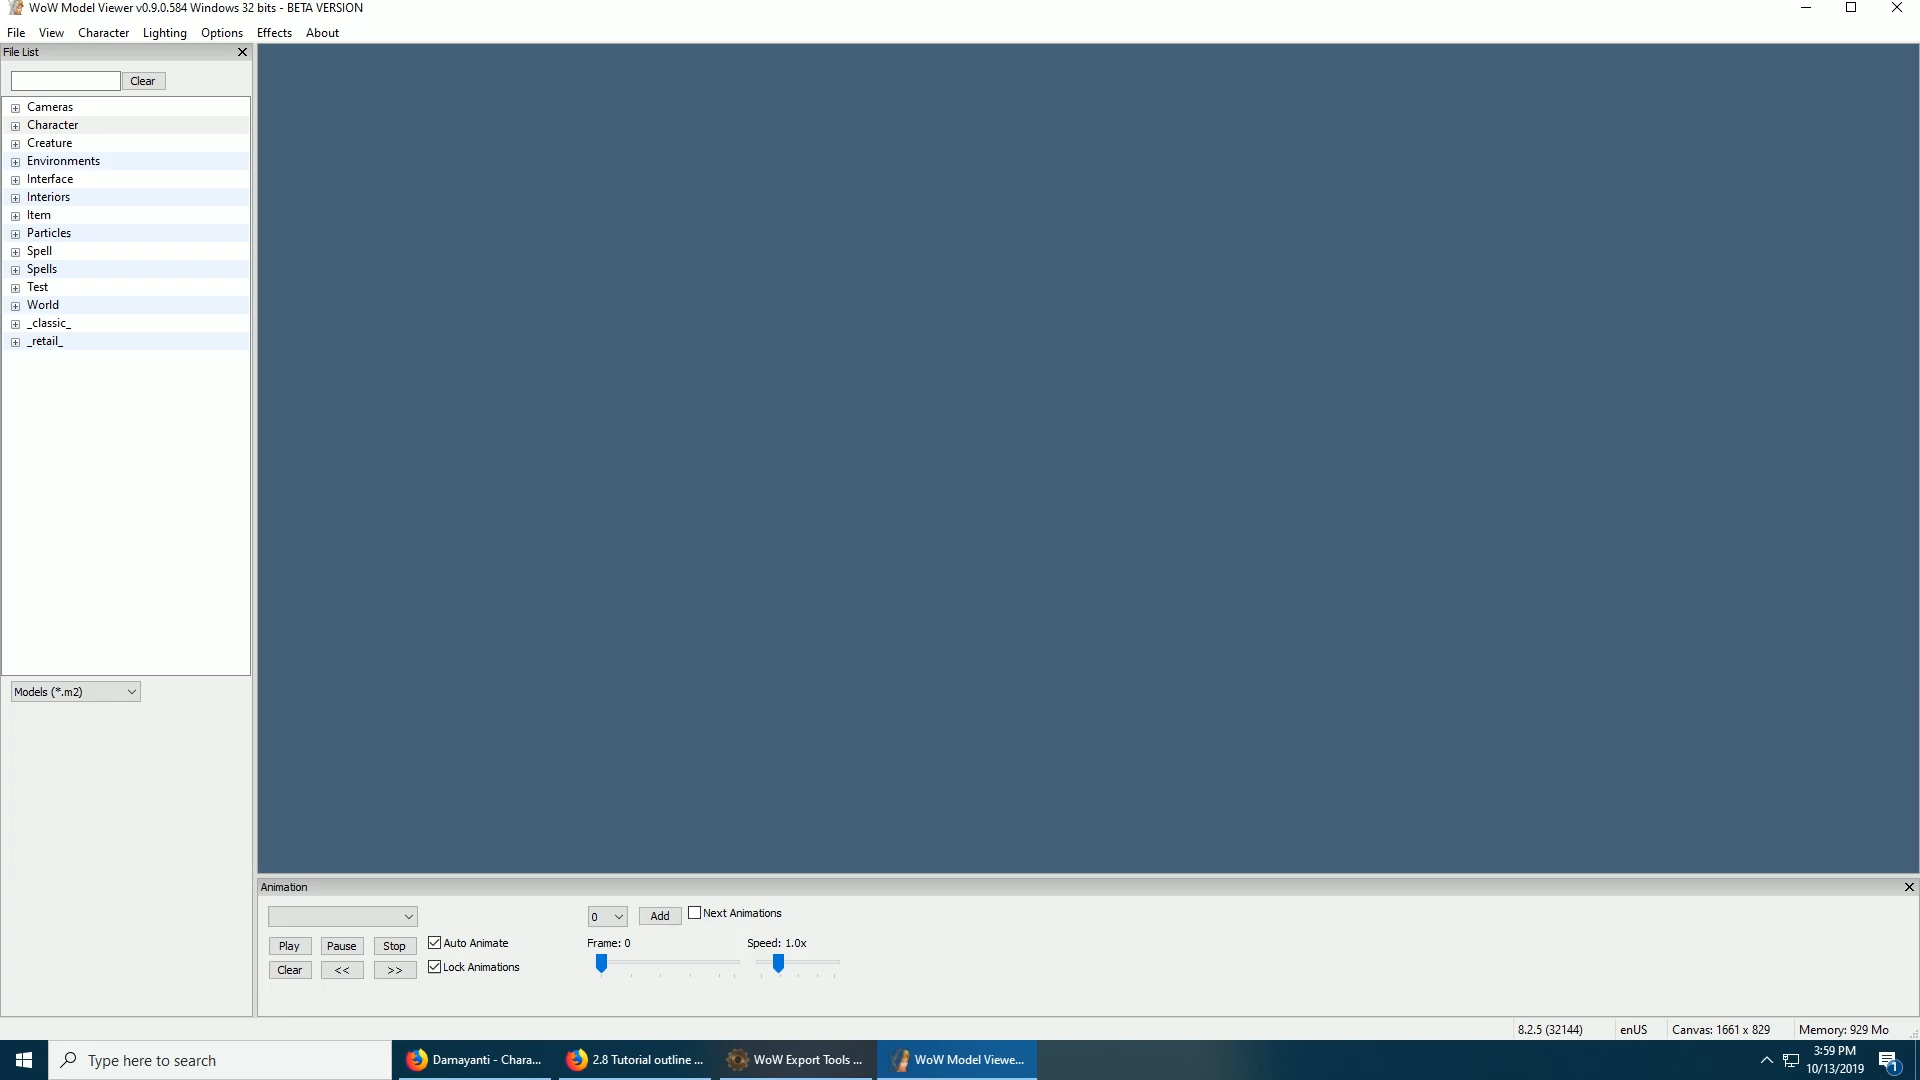 WoW Model Viewer v0.9.0.584 Windows 32 bits - BETA VERSION
File View Character Lighting Options Effects About
File List
Clear
Cameras
Character
Creature
Environments
Interface
Interiors
Item
Particles
Spell
Spells
Test
World
_classic_
_retail_
Models (*.m2)
Animation
0 Add Next Animations
Play Pause Stop Auto Animate Frame: 0 Speed: 1.0x
Clear << >> Lock Animations
8.2.5 (32144) enUS Canvas: 1661 x 829 Memory: 929 Mo
Type here to search Damayanti - Chara... 2.8 Tutorial outline ... WoW Export Tools ... WoW Model Viewe... 3:59 PM
10/13/2019 1